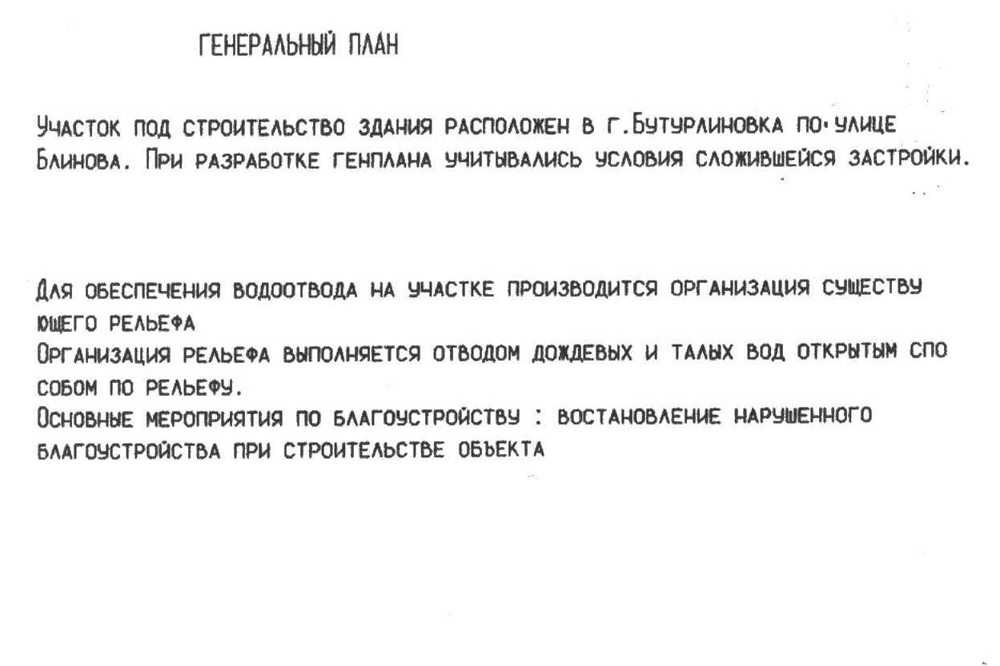 ГЕНЕРАЛЬНЫЙ ПЛАН
Участок под строительство здания расположен в г.Бутурлиновка по улице
Блинова. При разработке генплана учитывались условия сложившейся застройки.
Для обеспечения водоотвода на участке производится организация существу
ющего рельефа
Организация рельефа выполняется отводом дождевых и талых вод открытым спо
собом по рельефу.
Основные мероприятия по благоустройству : востановление нарушенного
благоустройства при строительстве объекта